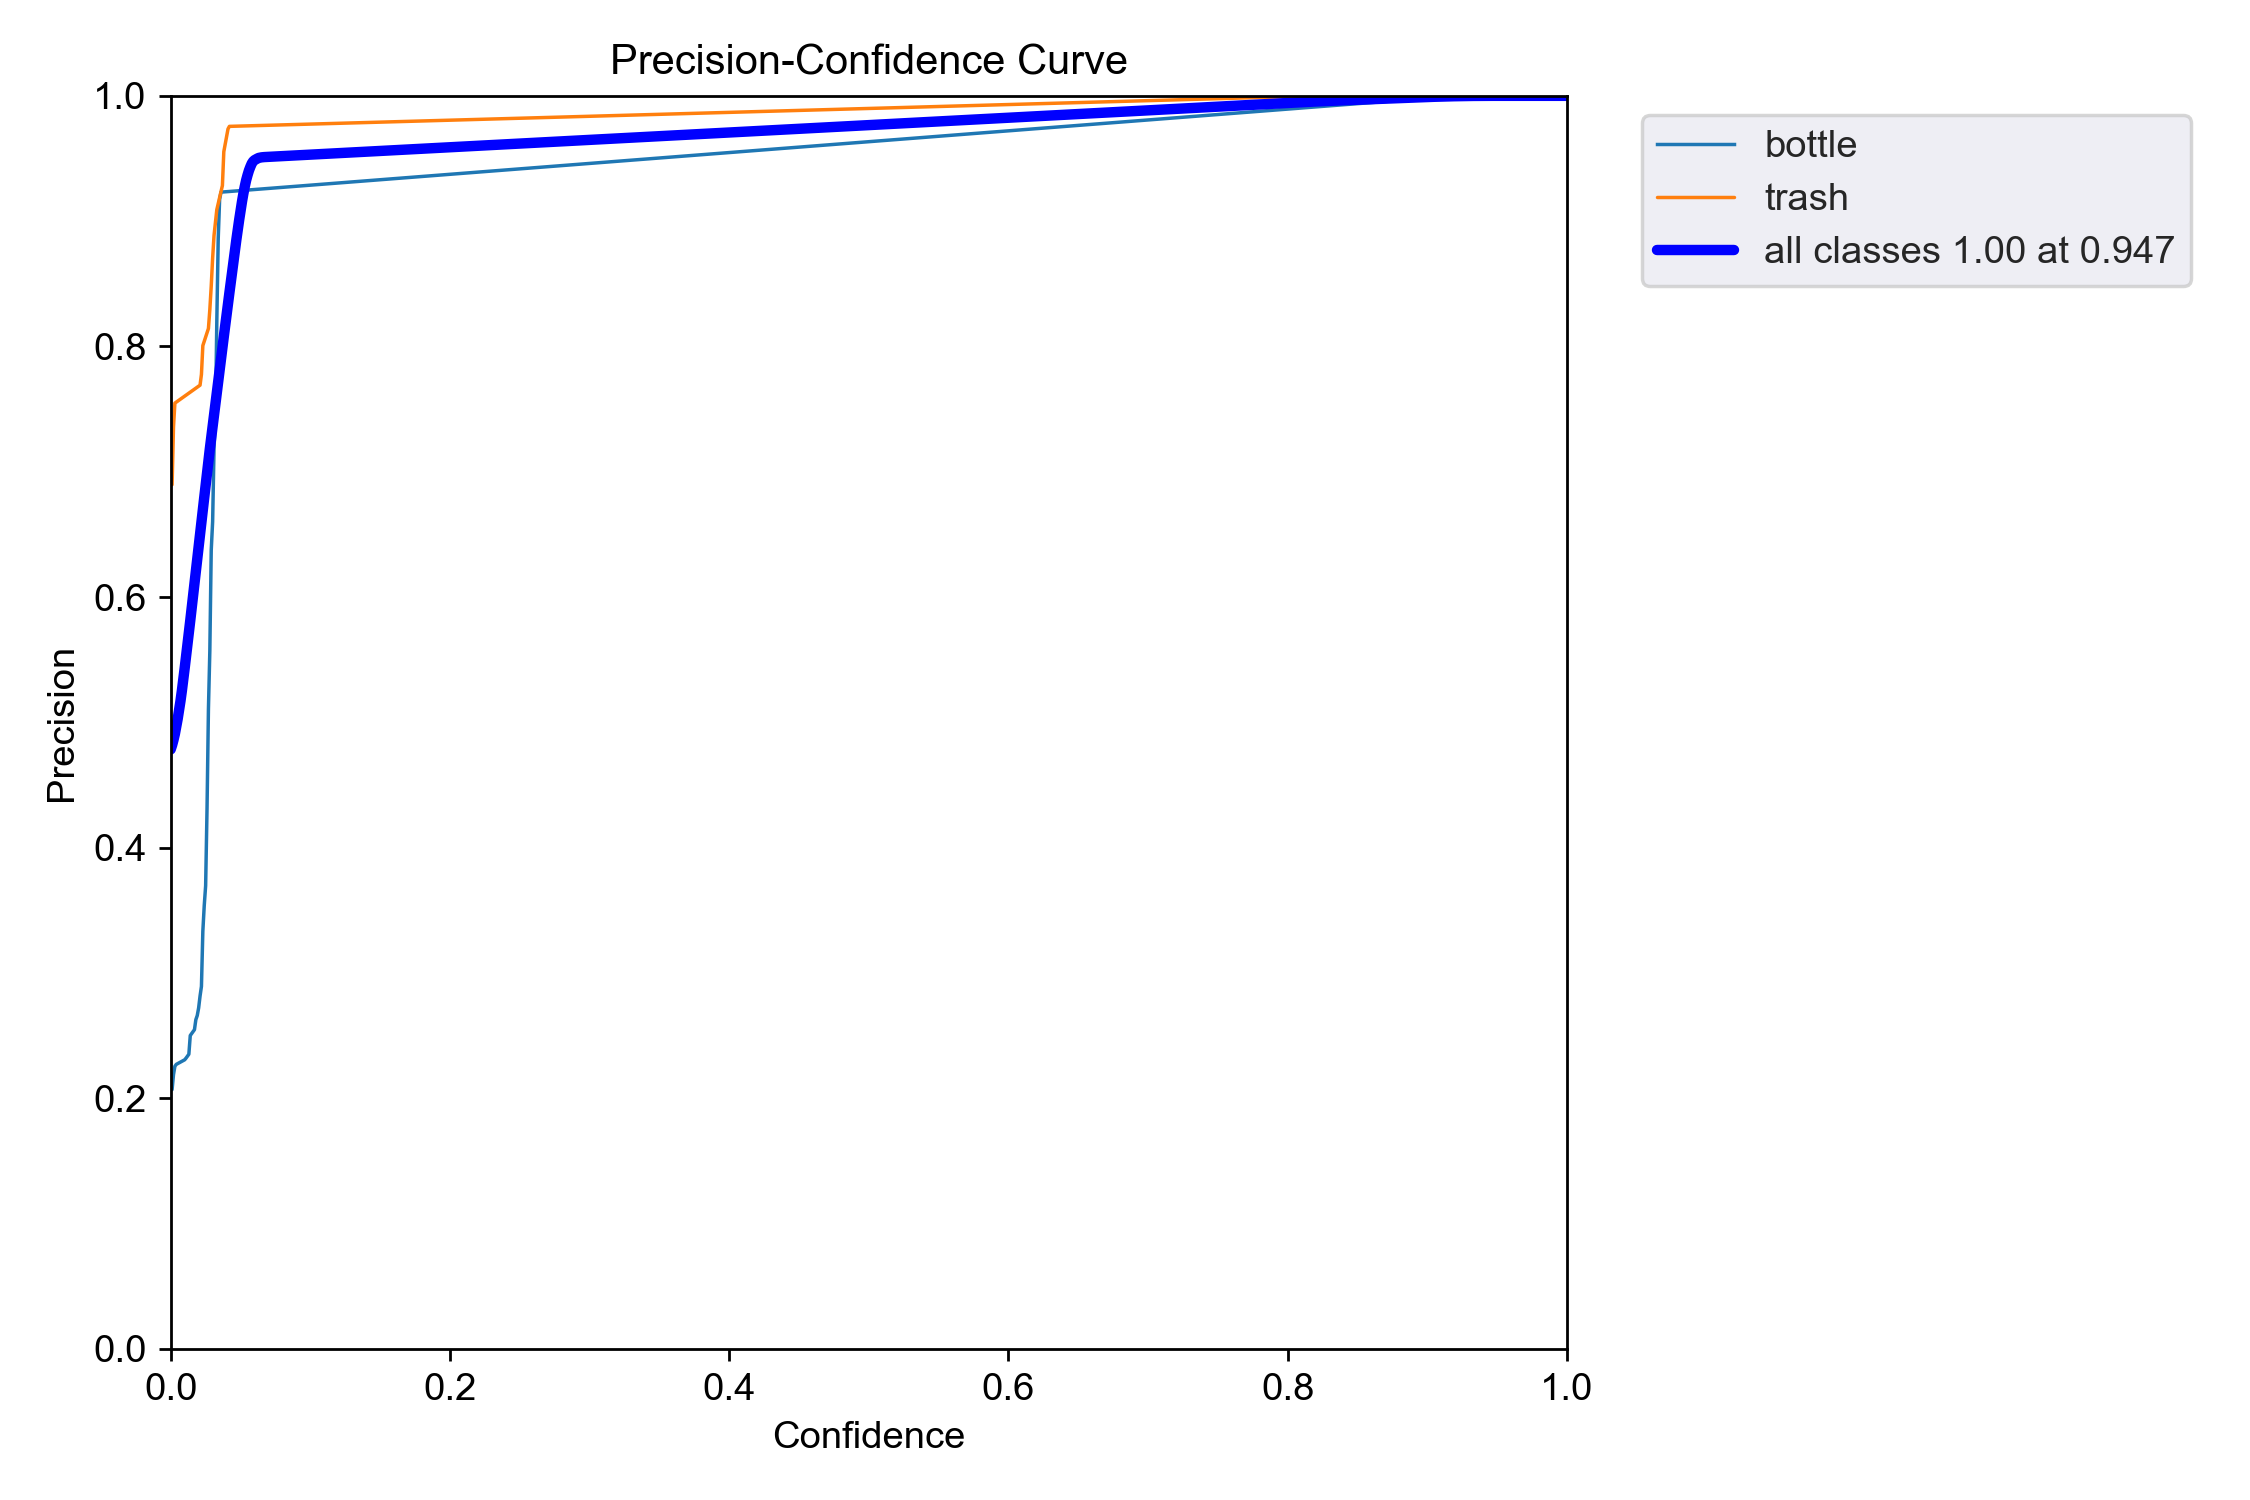 Precision-Confidence Curve
1.0
0.8
0.6
0.4
0.2
0.0
Precision
0.0 0.2 0.4 0.6 0.8 1.0
Confidence
bottle
trash
all classes 1.00 at 0.947